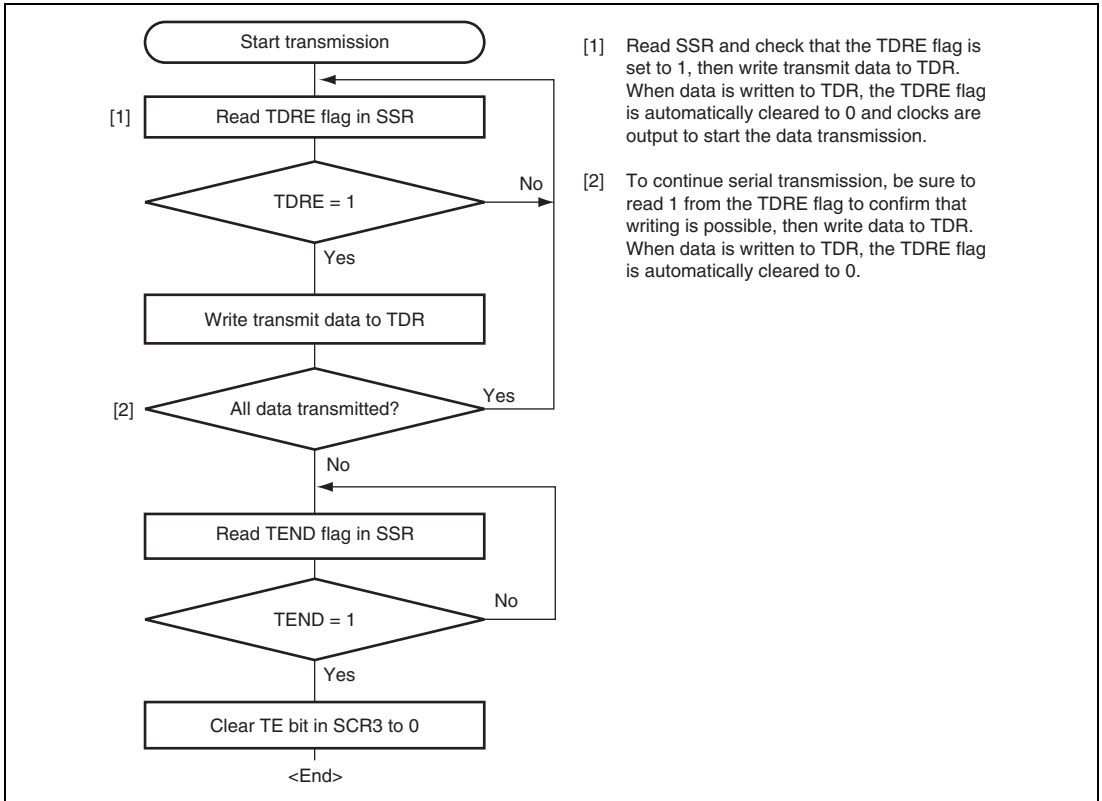 Start transmission
[1] Read TDRE flag in SSR
TDRE = 1
No
Yes
Write transmit data to TDR
[2] All data transmitted?
Yes
No
Read TEND flag in SSR
TEND = 1
No
Yes
Clear TE bit in SCR3 to 0
<End>
[1] Read SSR and check that the TDRE flag is
set to 1, then write transmit data to TDR.
When data is written to TDR, the TDRE flag
is automatically cleared to 0 and clocks are
output to start the data transmission.
[2] To continue serial transmission, be sure to
read 1 from the TDRE flag to confirm that
writing is possible, then write data to TDR.
When data is written to TDR, the TDRE flag
is automatically cleared to 0.